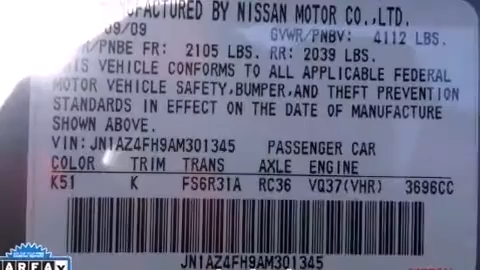 MANUFACTURED BY NISSAN MOTOR CO.,LTD.
09/09 GVWR/PNBV: 4112 LBS.
/PNBE FR: 2105 LBS. RR: 2039 LBS.
THIS VEHICLE CONFORMS TO ALL APPLICABLE FEDERAL
MOTOR VEHICLE SAFETY,BUMPER,AND THEFT PREVENTION
STANDARDS IN EFFECT ON THE DATE OF MANUFACTURE
SHOWN ABOVE.
VIN: JN1AZ4FH9AM301345 PASSENGER CAR
COLOR TRIM TRANS AXLE ENGINE
K51 K FS6R31A RC36 VQ37(VHR) 3696CC
JN1AZ4FH9AM301345